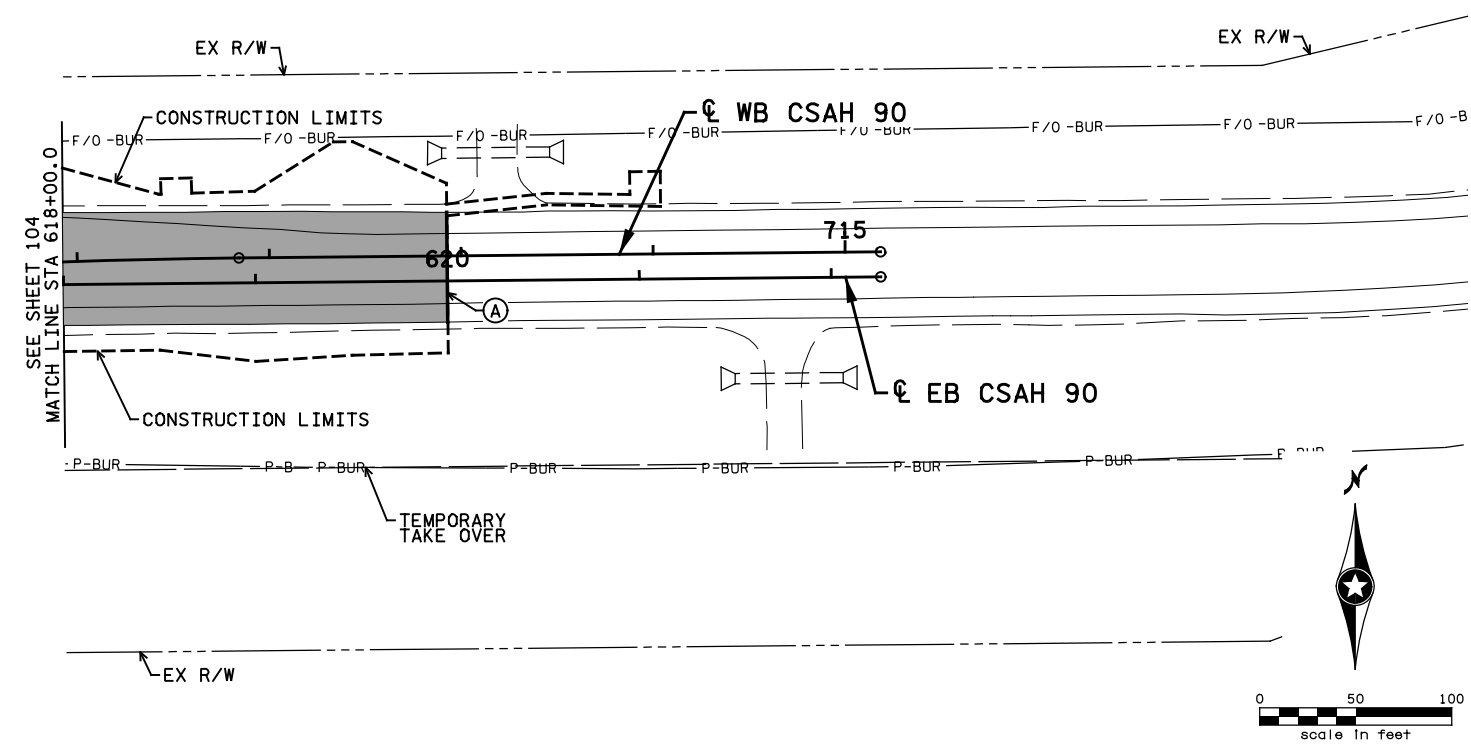 EX R/W
EX R/W
CONSTRUCTION LIMITS
℄ WB CSAH 90
F/O -BUR
F/O -BUR
F/O -BUR
F/O -BUR
F/O -BUR
F/O -BUR
F/O -BUR
F/O -B
SEE SHEET 104
MATCH LINE STA 618+00.0
715
620
A
℄ EB CSAH 90
CONSTRUCTION LIMITS
P-BUR
P-B
P-BUR
P-BUR
P-BUR
P-BUR
P-BUR
TEMPORARY
TAKE OVER
N
EX R/W
0 50 100
scale in feet